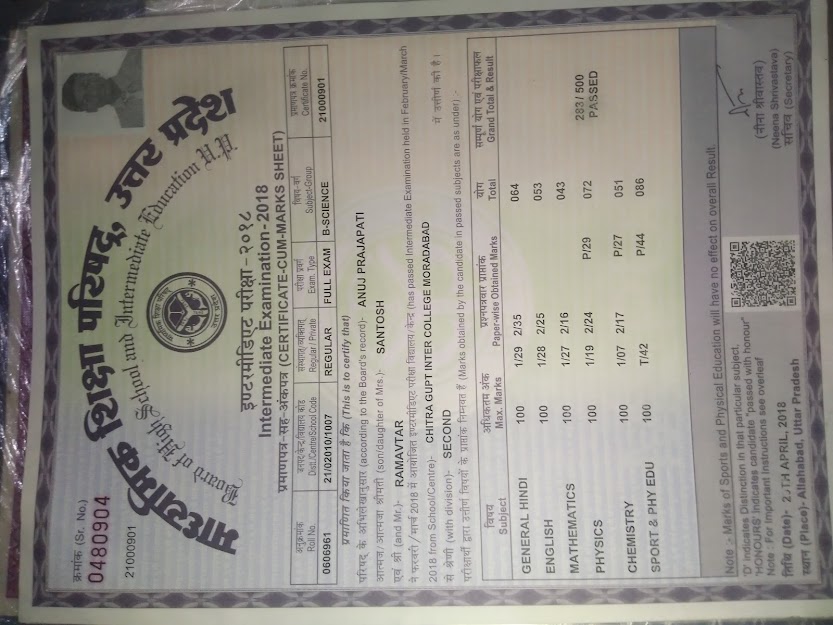 क्रमांक (Sr. No.)
0480904
21000901
माध्यमिक शिक्षा परिषद्, उत्तर प्रदेश
Board of High School and Intermediate Education U.P.
इण्टरमीडिएट परीक्षा-२०१८
Intermediate Examination-2018
प्रमाणपत्र-सह-अंकपत्र (CERTIFICATE-CUM-MARKS SHEET)
अनुक्रमांक जनपद/केन्द्र/विद्यालय कोड संस्थागत/व्यक्तिगत परीक्षा प्रवर्ग विषय-वर्ग प्रमाणपत्र क्रमांक
Roll No. Dist./Centre/School Code Regular / Private Exam. Type Subject-Group Certificate No.
0606961 21/02010/1007 REGULAR FULL EXAM B-SCIENCE 21000901
प्रमाणित किया जाता है कि (This is to certify that)
परिषद के अभिलेखानुसार (according to the Board's record)- ANUJ PRAJAPATI
आत्मज/आत्मजा श्रीमती (son/daughter of Mrs.)- SANTOSH
एवं श्री (and Mr.)- RAMAVTAR
ने फरवरी/मार्च 2018 में आयोजित इण्टरमीडिएट परीक्षा विद्यालय/केन्द्र (has passed Intermediate Examination held in February/March
2018 from School/Centre)- CHITRA GUPT INTER COLLEGE MORADABAD
से श्रेणी (with division)- SECOND में उत्तीर्ण की है।
परीक्षार्थी द्वारा उत्तीर्ण विषयों के प्राप्तांक निम्नवत हैं (Marks obtained by the candidate in passed subjects are as under) :-
विषय अधिकतम अंक प्रश्नपत्रवार प्राप्तांक योग सम्पूर्ण योग एवं परीक्षाफल
Subject Max. Marks Paper-wise Obtained Marks Total Grand Total & Result
GENERAL HINDI 100 1/29 2/35 064
ENGLISH 100 1/28 2/25 053
MATHEMATICS 100 1/27 2/16 043 283/500
PHYSICS 100 1/19 2/24 P/29 072 PASSED
CHEMISTRY 100 1/07 2/17 P/27 051
SPORT & PHY EDU 100 T/42 P/44 086
Note :- Marks of Sports and Physical Education will have no effect on overall Result.
'D' Indicates Distinction in that particular subject.
'HONOURS' Indicates candidate "passed with honour"
Note : For Important Instructions see overleaf
तिथि (Date)- APRIL, 2018
स्थान (Place)- Allahabad, Uttar Pradesh
(नीना श्रीवास्तव)
(Neena Shrivastava)
सचिव (Secretary)